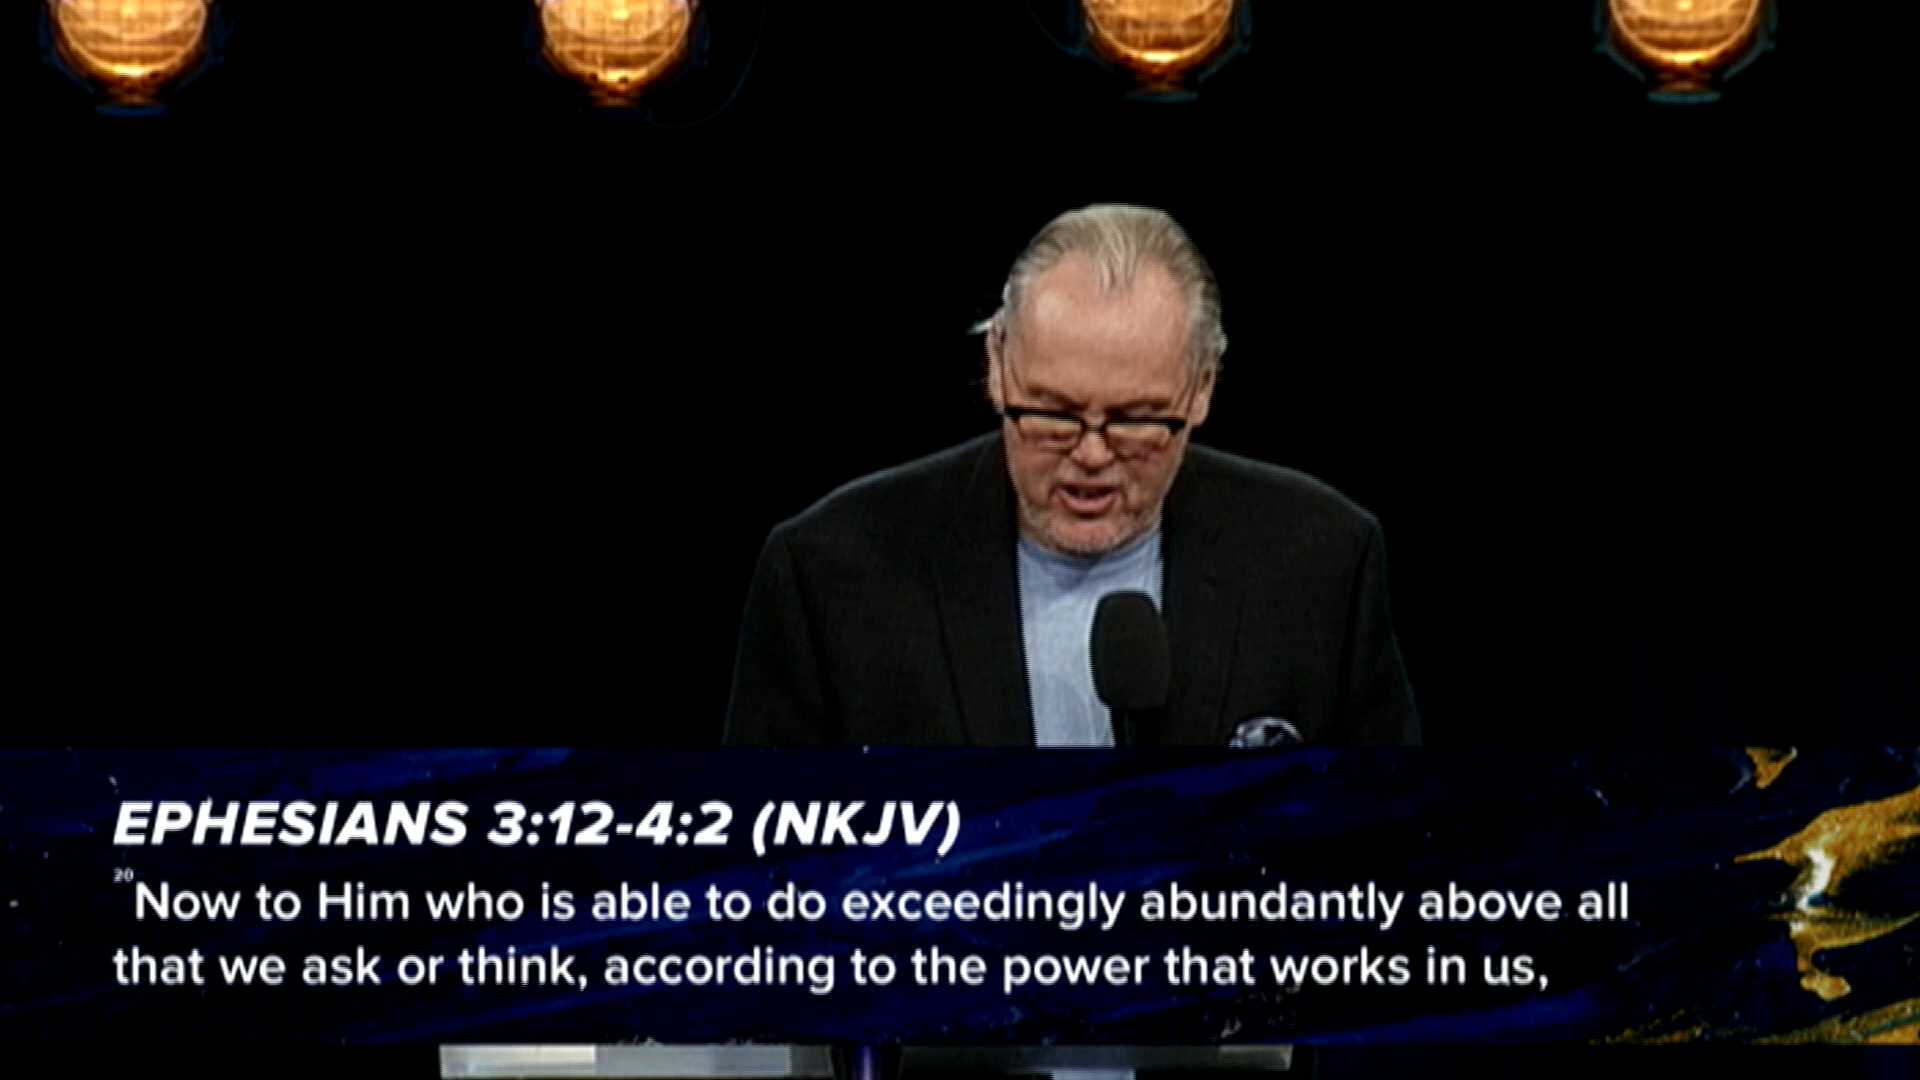 EPHESIANS 3:12-4:2 (NKJV)
20 Now to Him who is able to do exceedingly abundantly above all
that we ask or think, according to the power that works in us,